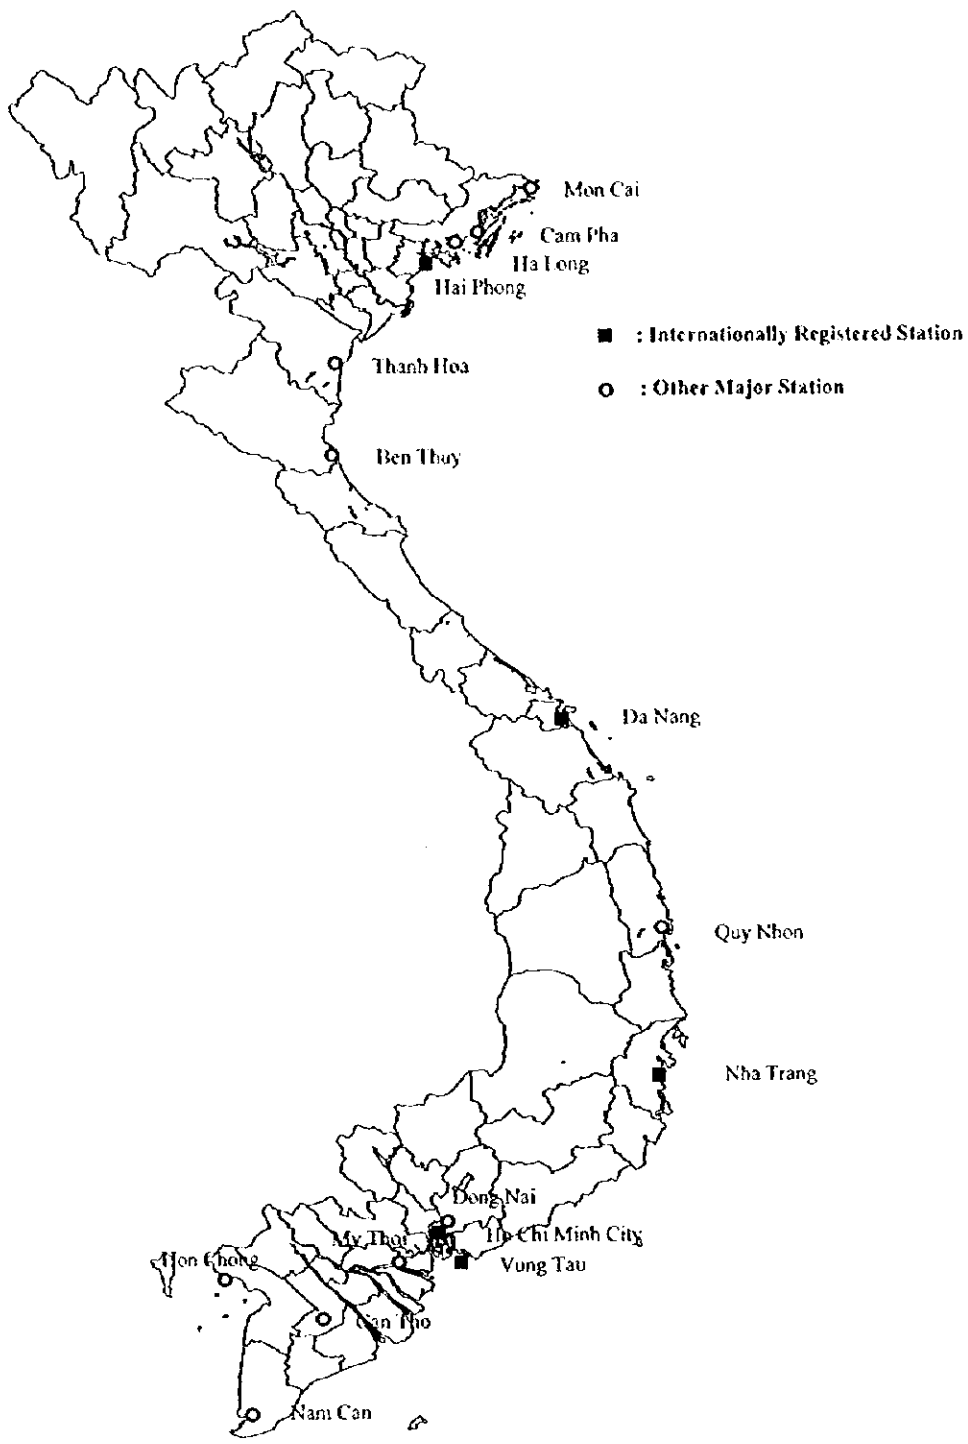 Mon Cai
Cam Pha
Ha Long
Hai Phong
■ : Internationally Registered Station
Thanh Hoa
○ : Other Major Station
Ben Thuy
Da Nang
Quy Nhon
Nha Trang
Dong Nai
My Thoi
Ho Chi Minh City
Hon Chong
Vung Tau
Can Tho
Nam Can